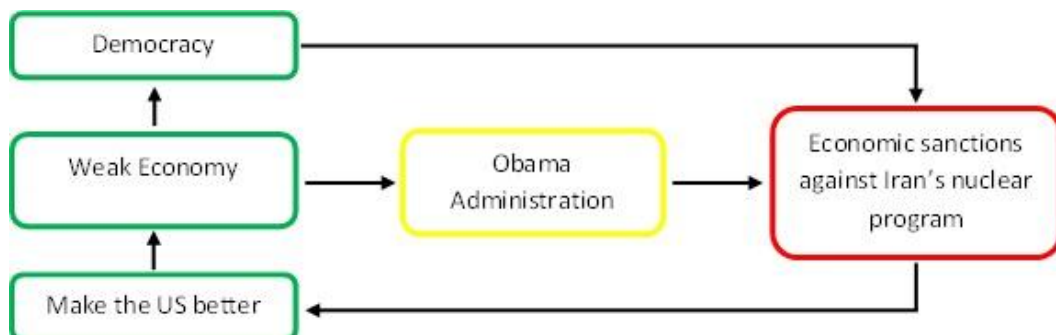 Democracy
Weak Economy
Obama
Administration
Economic sanctions
against Iran's nuclear
program
Make the US better